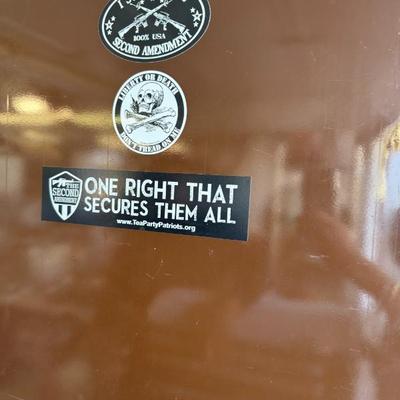 100% USA
SECOND AMENDMENT
LIBERTY OR DEATH
DON'T TREAD ON ME
THE
SECOND
AMENDMENT
ONE RIGHT THAT
SECURES THEM ALL
www.TeaPartyPatriots.org